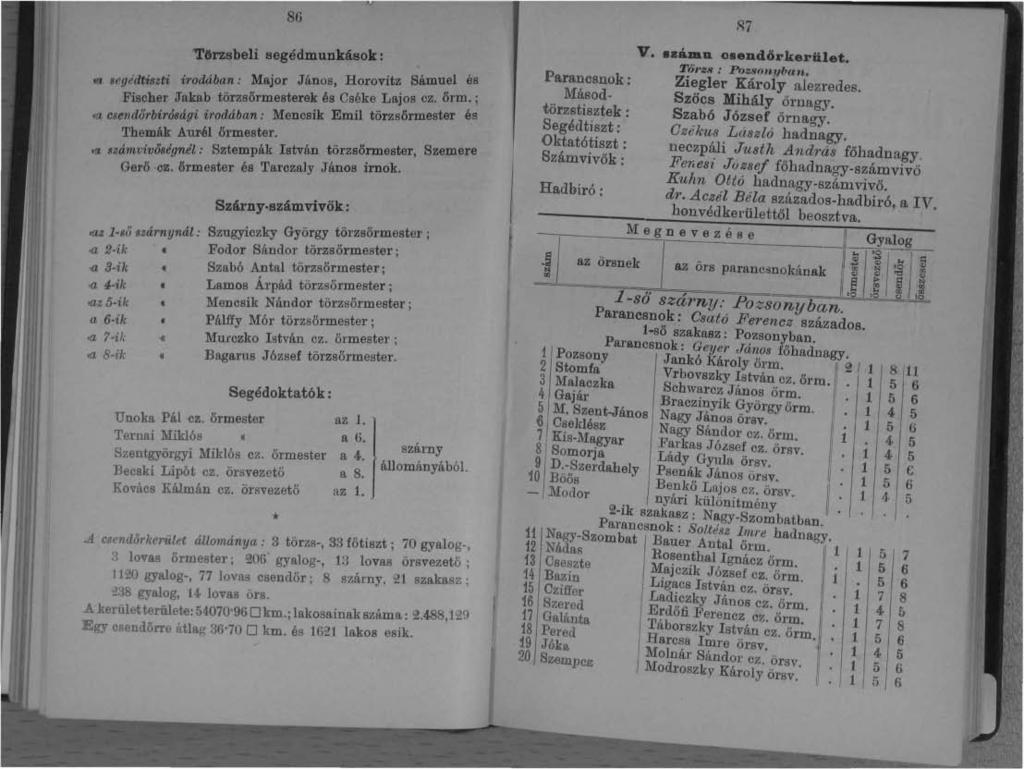 86
Törzsbeli segédmunkások:
«a segédtiszti irodában: Major János, Horovitz Sámuel és
Fischer Jakab törzsőrmesterek és Cséke Lajos cz. őrm.;
«a csendőrbirósági irodában: Mencsik Emil törzsőrmester és
Themák Aurél őrmester.
«a számvivőségnél: Sztempák István törzsőrmester, Szemere
Gerő cz. őrmester és Tarczaly János irnok.
Szárny-számvivők:
«az 1-ső szárnynál: Szugyiczky György törzsőrmester;
«a 2-ik « Fodor Sándor törzsőrmester;
«a 3-ik « Szabó Antal törzsőrmester;
«a 4-ik « Lamos Árpád törzsőrmester;
«az 5-ik « Mencsik Nándor törzsőrmester;
a 6-ik « Pálffy Mór törzsőrmester;
«a 7-ik « Murczko István cz. őrmester;
«a 8-ik « Bagarus József törzsőrmester.
Segédoktatók:
Unoka Pál cz. őrmester az 1.
Ternai Miklós « a 6.
Szentgyörgyi Miklós cz. őrmester a 4.
Becski Lipót cz. örsvezető a 8.
Kovács Kálmán cz. örsvezető az 1.
szárny
állományából.
*
A csendőrkerület állománya: 3 törzs-, 33 főtiszt; 70 gyalog-,
3 lovas őrmester; 206 gyalog-, 13 lovas örsvezető;
1120 gyalog-, 77 lovas csendőr; 8 szárny, 21 szakasz;
238 gyalog, 14 lovas örs.
A kerület területe: 54070·96 □ km.; lakosainak száma: 2.488,129
Egy csendőrre átlag 36·70 □ km. és 1621 lakos esik.
87
V. számu csendőrkerület.
Törzs: Pozsonyban.
Parancsnok: Ziegler Károly alezredes.
Másod- Szőcs Mihály őrnagy.
törzstisztek: Szabó József őrnagy.
Segédtiszt: Czékus László hadnagy.
Oktatótiszt: neczpáli Justh András főhadnagy.
Számvivők: Fenesi József főhadnagy-számvivő
Kuhn Ottó hadnagy-számvivő.
Hadbiró: dr. Aczél Béla százados-hadbiró, a IV.
honvédkerülettől beosztva.
Megnevezése Gyalog
szám az örsnek az örs parancsnokának őrmester örsvezető csendőr összesen
1-ső szárny: Pozsonyban.
Parancsnok: Csató Ferencz százados.
1-ső szakasz: Pozsonyban.
Parancsnok: Geyer János főhadnagy.
1 Pozsony Jankó Károly őrm. 2 1 8 11
2 Stomfa Vrbovszky István cz. őrm. . 1 5 6
3 Malaczka Schwarcz János őrm. . 1 5 6
4 Gajár Braczinyik György őrm. . 1 4 5
5 M. Szent-János Nagy János örsv. . 1 5 6
6 Cseklész Nagy Sándor cz. őrm. 1 . 4 5
7 Kis-Magyar Farkas József cz. örsv. . 1 4 5
8 Somorja Lády Gyula örsv. . 1 5 6
9 D.-Szerdahely Psenák János örsv. . 1 5 6
10 Bőös Benkő Lajos cz. örsv. . 1 4 5
— Modor nyári különitmény . . . .
2-ik szakasz: Nagy-Szombatban.
Parancsnok: Soltész Imre hadnagy.
11 Nagy-Szombat Bauer Antal őrm. 1 1 5 7
12 Nádas Rosenthal Ignácz őrm. . 1 5 6
13 Cseszte Majczik József cz. őrm. 1 . 5 6
14 Bazin Ligacs István cz. örsv. . 1 7 8
15 Cziffer Ladiczky János cz. őrm. . 1 4 5
16 Szered Erdőfi Ferencz cz. őrm. . 1 7 8
17 Galánta Táborszky István cz. őrm. . 1 5 6
18 Pered Harcsa Imre örsv. . 1 4 5
19 Jóka Molnár Sándor cz. örsv. . 1 5 6
20 Szempcz Modroszky Károly örsv. . 1 5 6